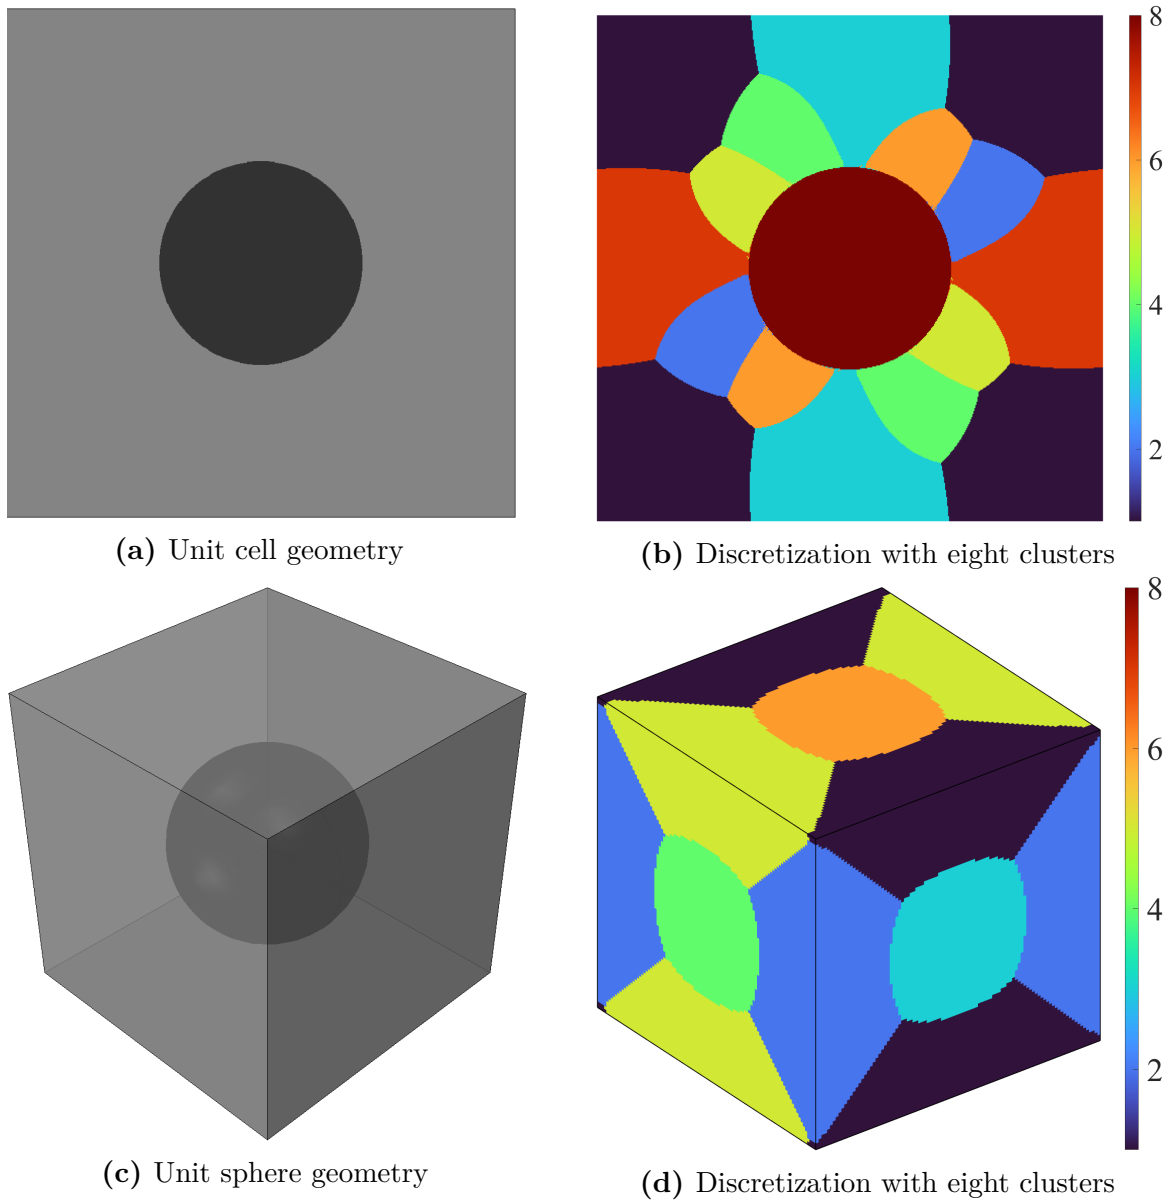 8
6
4
2
(a) Unit cell geometry
(b) Discretization with eight clusters
8
6
4
2
(c) Unit sphere geometry
(d) Discretization with eight clusters